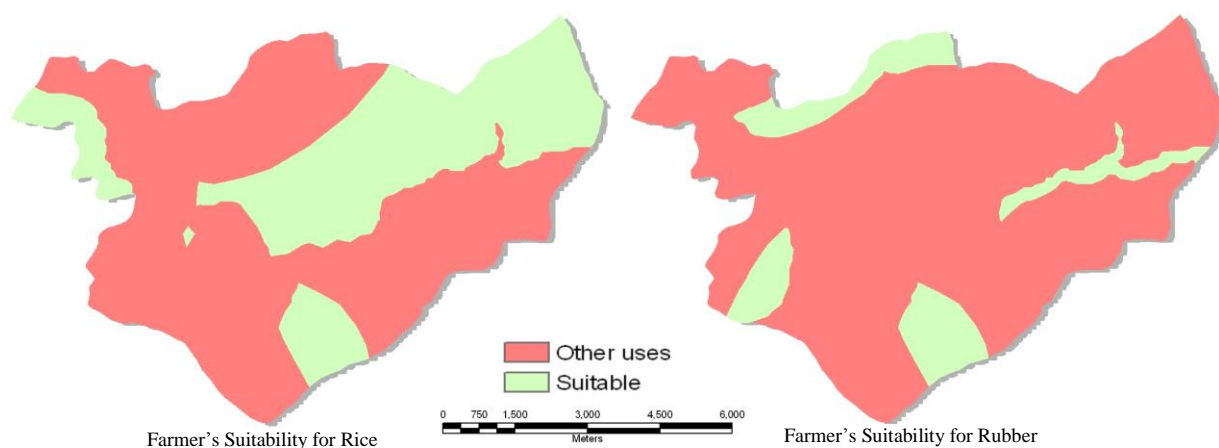 Other uses
Suitable
0 750 1,500 3,000 4,500 6,000
Meters
Farmer's Suitability for Rice
Farmer's Suitability for Rubber